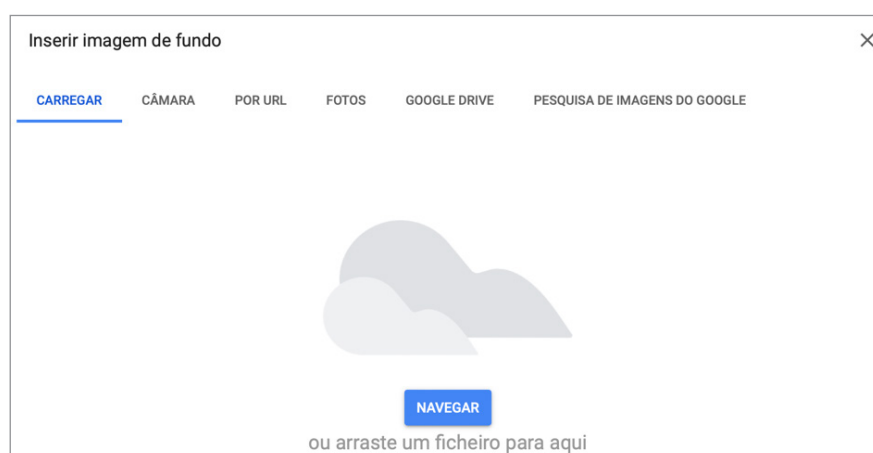 Inserir imagem de fundo
CARREGAR CÂMARA POR URL FOTOS GOOGLE DRIVE PESQUISA DE IMAGENS DO GOOGLE
NAVEGAR
ou arraste um ficheiro para aqui